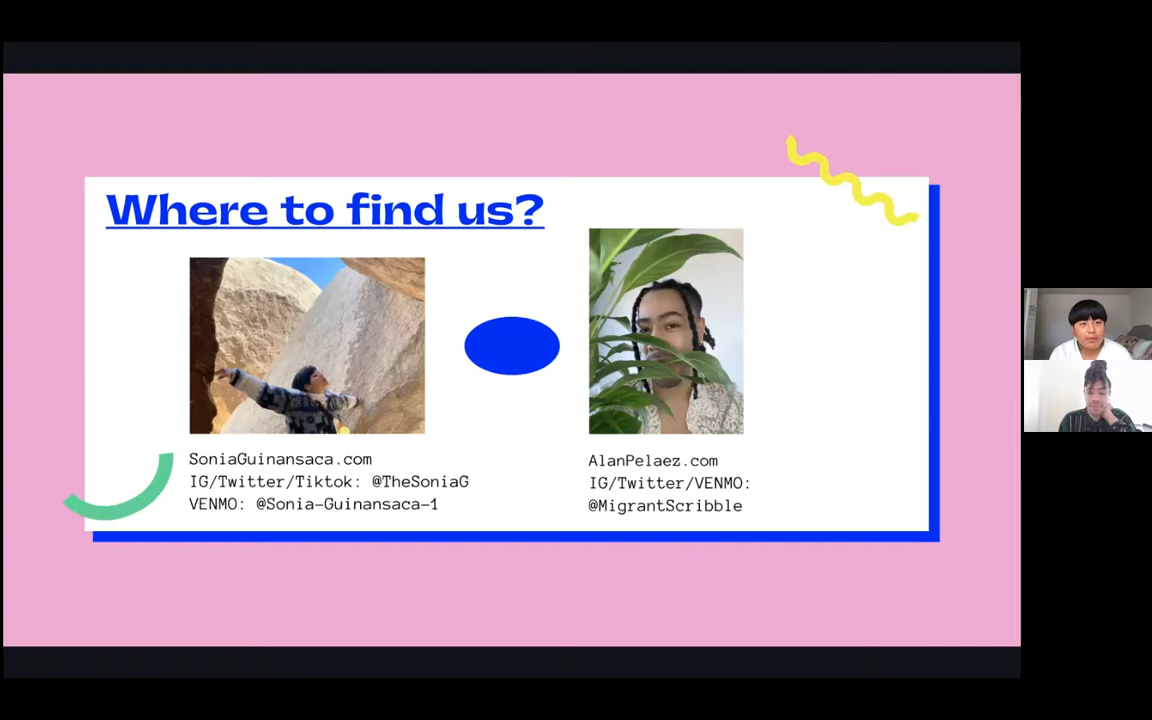 Where to find us?
SoniaGuinansaca.com
IG/Twitter/Tiktok: @TheSoniaG
VENMO: @Sonia-Guinansaca-1
AlanPelaez.com
IG/Twitter/VENMO:
@MigrantScribble